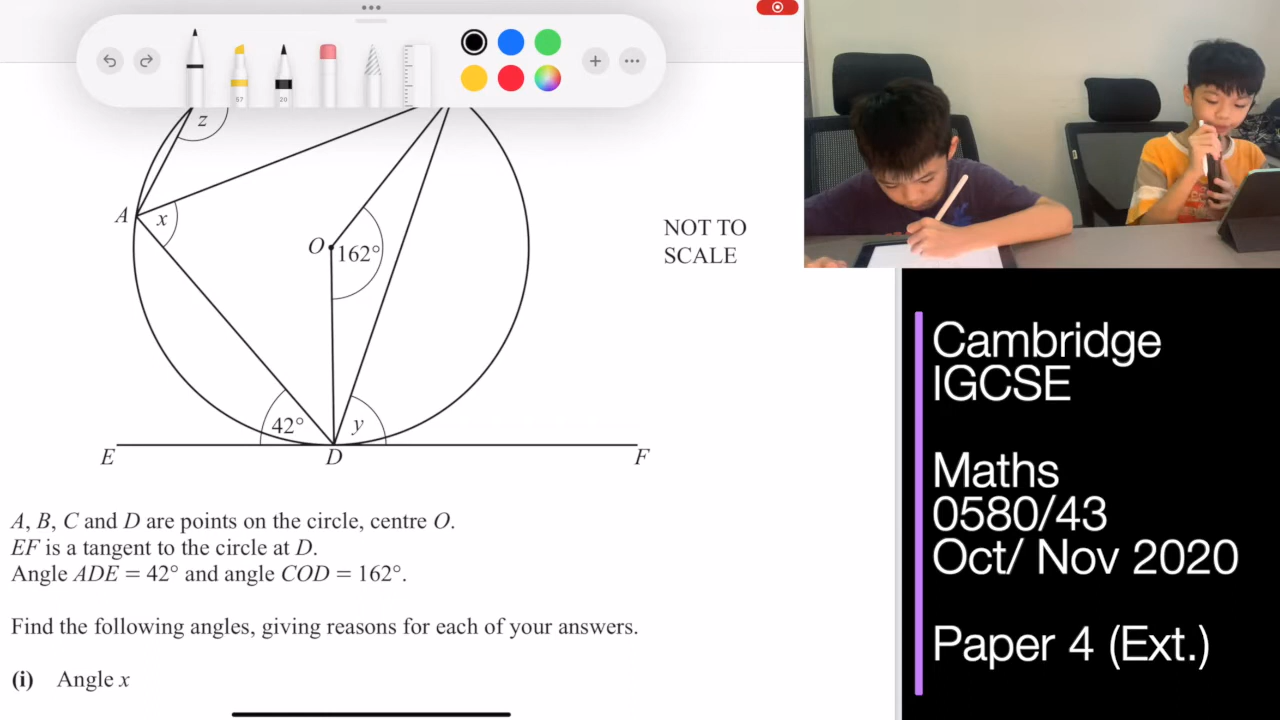 57
20
z
A
x
O
162°
NOT TO
SCALE
42°
y
E
D
F
A, B, C and D are points on the circle, centre O.
EF is a tangent to the circle at D.
Angle ADE = 42° and angle COD = 162°.
Find the following angles, giving reasons for each of your answers.
(i) Angle x
Cambridge
IGCSE
Maths
0580/43
Oct/ Nov 2020
Paper 4 (Ext.)